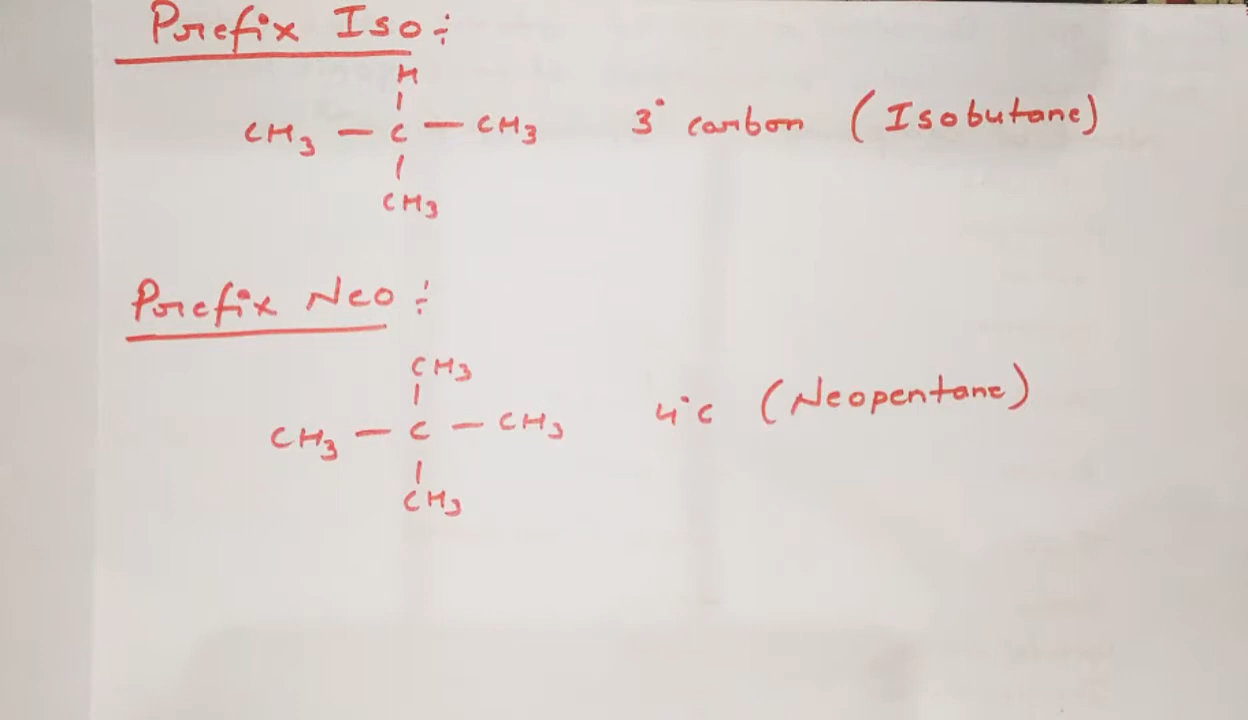 Prefix Iso÷
H
|
CH3 — C — CH3 3° carbon (Isobutane)
|
CH3
Prefix Neo÷
CH3
|
CH3 — C — CH3 4°C (Neopentane)
|
CH3